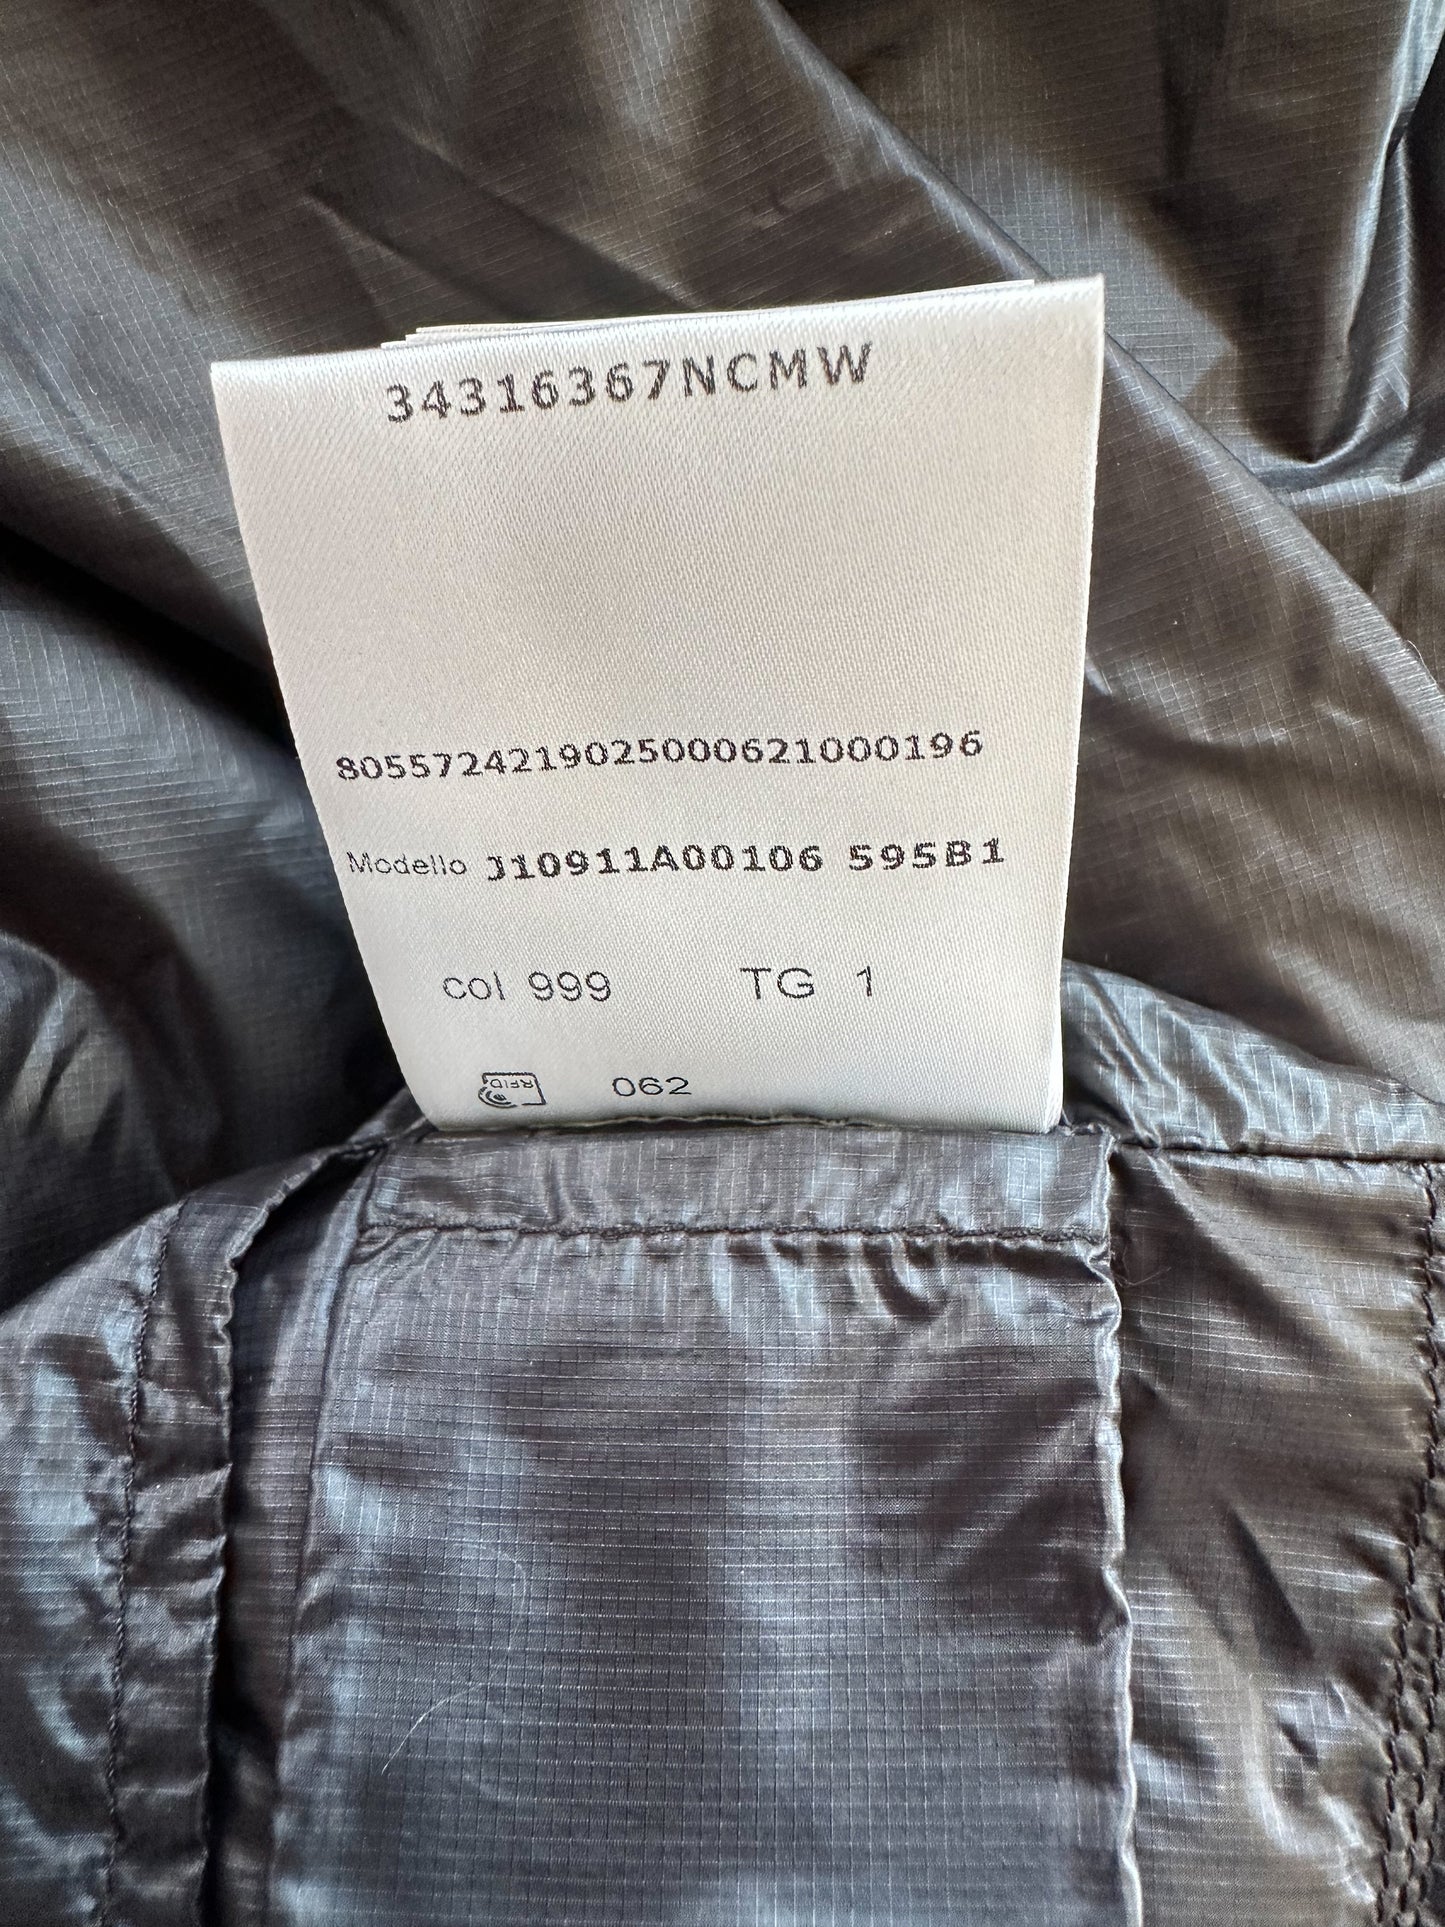 34316367NCMW
8055724219025000621000196
Modello J10911A00106 595B1
col 999 TG 1
RFID 062